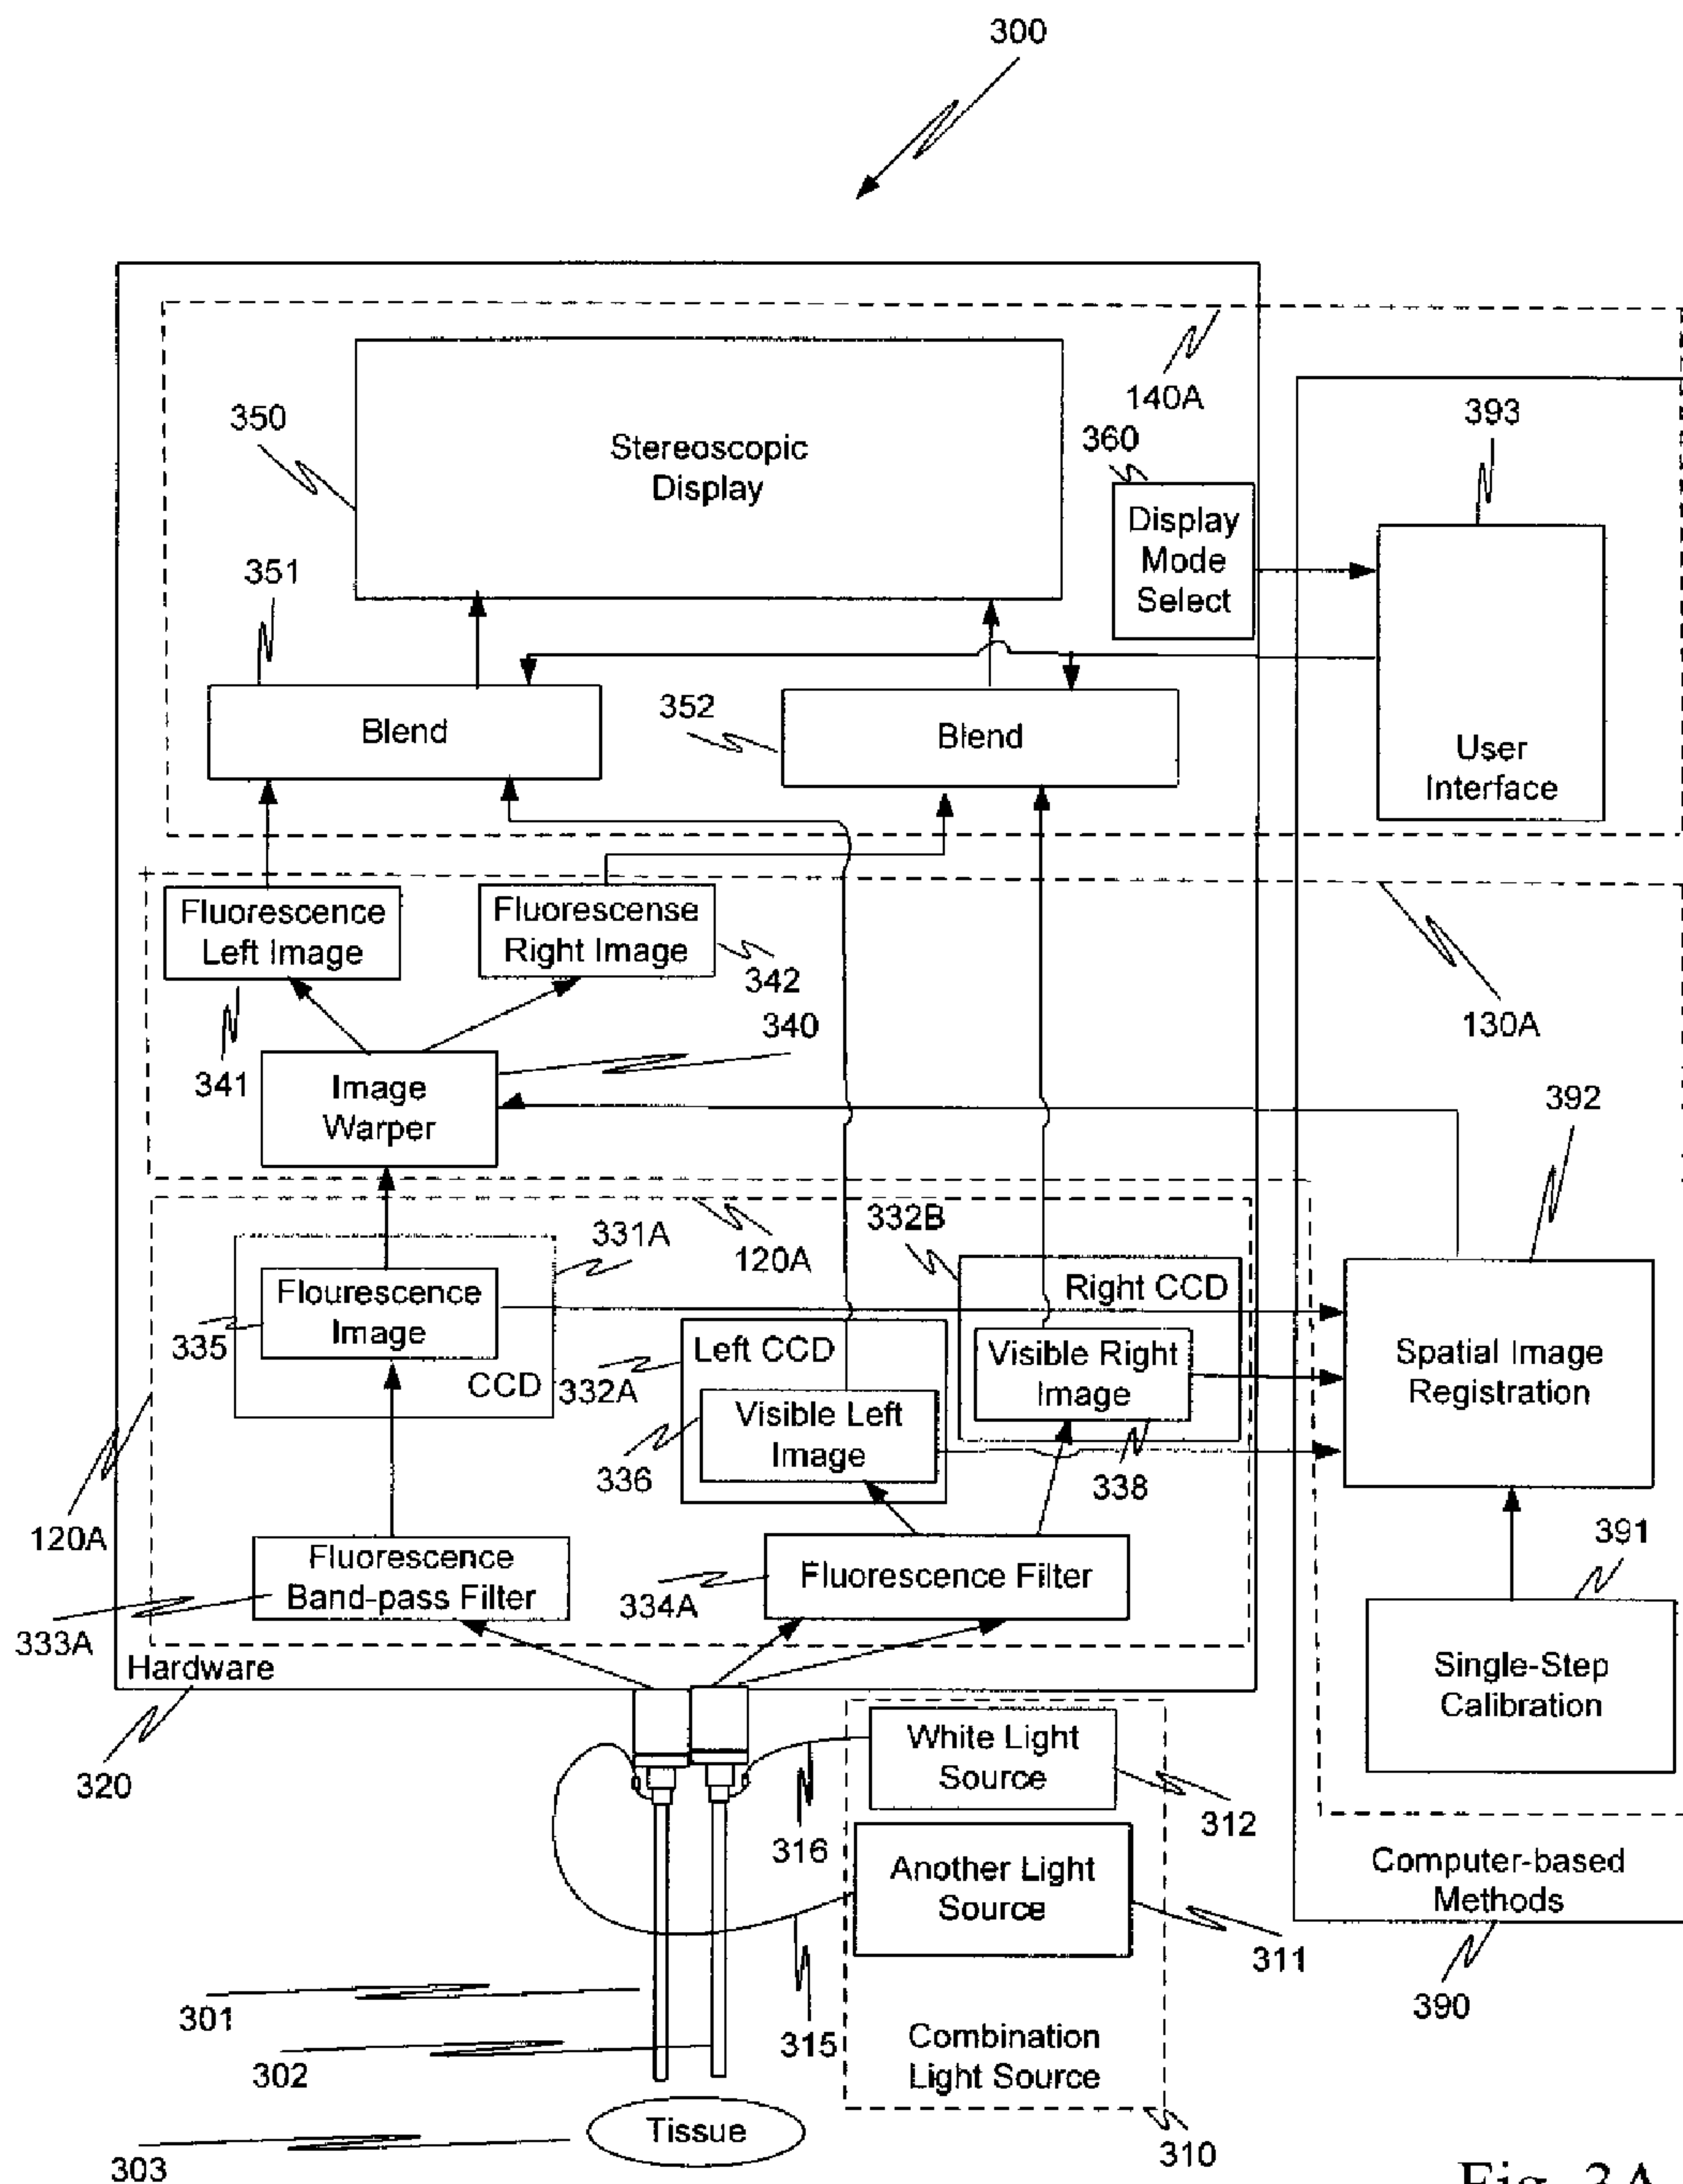 300
140A
350
Stereoscopic
Display
360
Display
Mode
Select
393
User
Interface
351
Blend
352
Blend
Fluorescence
Left Image
Fluorescense
Right Image
342
341
340
Image
Warper
130A
392
120A
331A
332B
Flourescence
Image
335
CCD
332A
Left CCD
Visible Left
Image
336
Right CCD
Visible Right
Image
338
Spatial Image
Registration
391
120A
Fluorescence
Band-pass Filter
333A
334A
Fluorescence Filter
Single-Step
Calibration
Hardware
320
White Light
Source
312
316
Another Light
Source
311
Computer-based
Methods
390
301
302
315
Combination
Light Source
310
Tissue
303
Fig. 3A